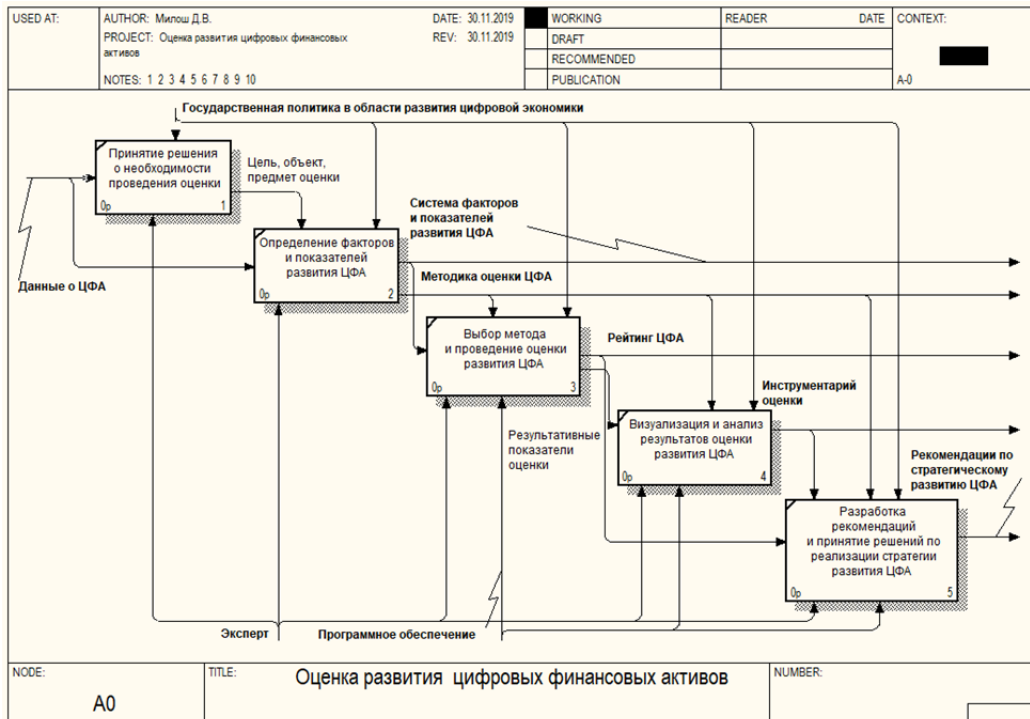 USED AT:
AUTHOR: Милош Д.В.
DATE: 30.11.2019
PROJECT: Оценка развития цифровых финансовых
активов
REV: 30.11.2019
NOTES: 1 2 3 4 5 6 7 8 9 10
WORKING
DRAFT
RECOMMENDED
PUBLICATION
READER
DATE
CONTEXT:
A-0
Государственная политика в области развития цифровой экономики
Принятие решения
о необходимости
проведения оценки
0р
1
Цель, объект,
предмет оценки
Данные о ЦФА
Определение факторов
и показателей
развития ЦФА
0р
2
Система факторов
и показателей
развития ЦФА
Методика оценки ЦФА
Выбор метода
и проведение оценки
развития ЦФА
0р
3
Рейтинг ЦФА
Результативные
показатели
оценки
Инструментарий
оценки
Визуализация и анализ
результатов оценки
развития ЦФА
0р
4
Рекомендации по
стратегическому
развитию ЦФА
Разработка
рекомендаций
и принятие решений по
реализации стратегии
развития ЦФА
0р
5
Эксперт
Программное обеспечение
NODE:
A0
TITLE:
Оценка развития цифровых финансовых активов
NUMBER: